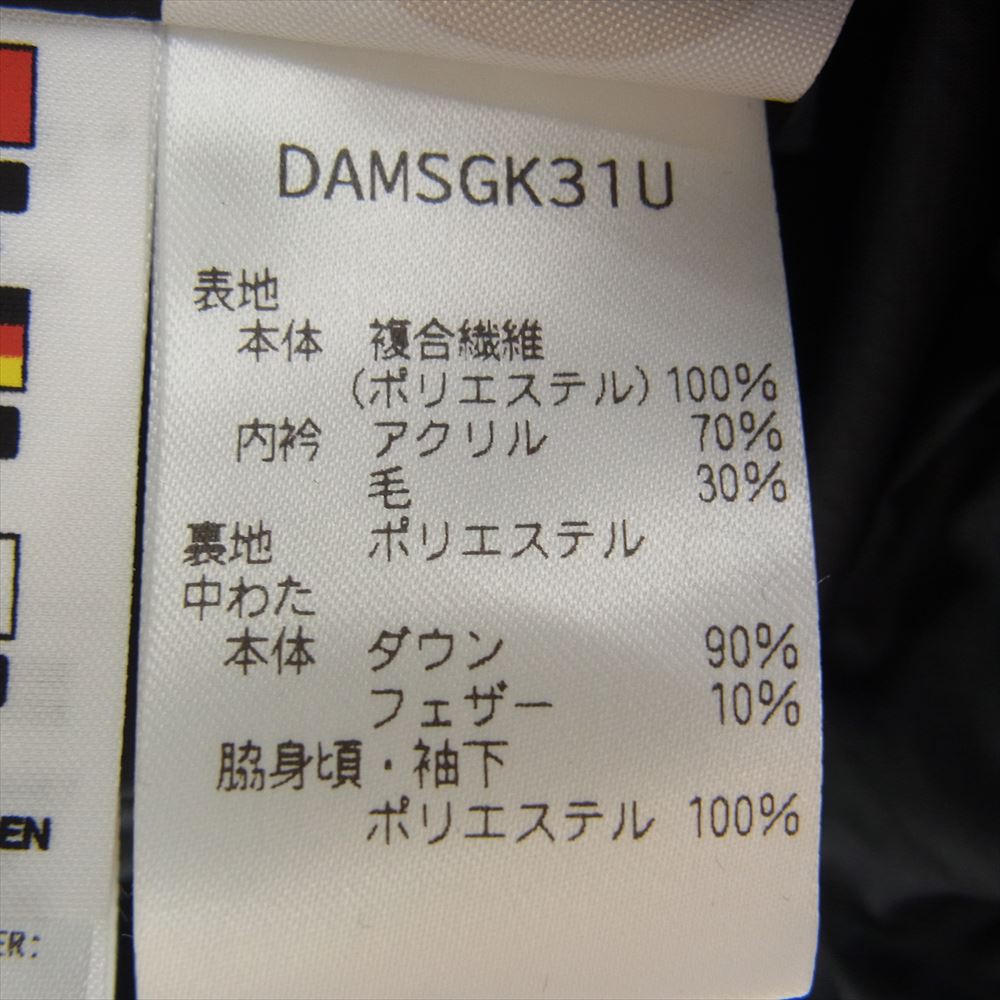 DAMSGK31U
表地
本体 複合繊維
(ポリエステル) 100%
内衿 アクリル 70%
毛 30%
裏地 ポリエステル
中わた
本体 ダウン 90%
フェザー 10%
脇身頃・袖下
ポリエステル 100%
EN
ER: